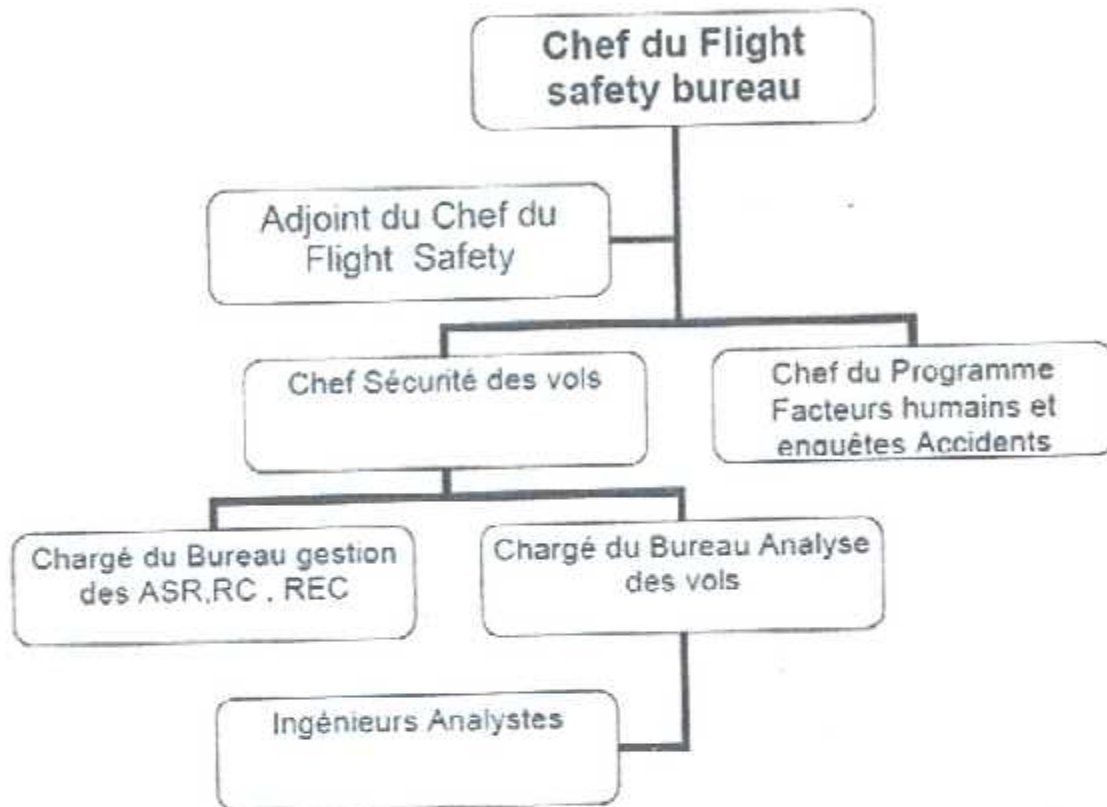 Chef du Flight
safety bureau
Adjoint du Chef du
Flight Safety
Chef Sécurité des vols
Chef du Programme
Facteurs humains et
enquêtes Accidents
Chargé du Bureau gestion
des ASR,RC , REC
Chargé du Bureau Analyse
des vols
Ingénieurs Analystes